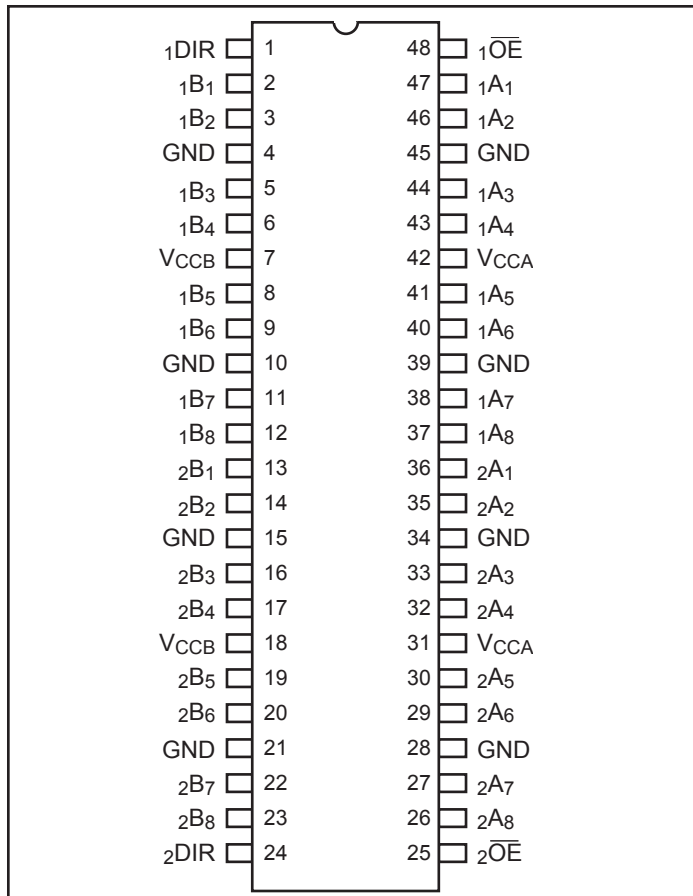 1DIR 1 48 1O̅E̅
1B1 2 47 1A1
1B2 3 46 1A2
GND 4 45 GND
1B3 5 44 1A3
1B4 6 43 1A4
VCCB 7 42 VCCA
1B5 8 41 1A5
1B6 9 40 1A6
GND 10 39 GND
1B7 11 38 1A7
1B8 12 37 1A8
2B1 13 36 2A1
2B2 14 35 2A2
GND 15 34 GND
2B3 16 33 2A3
2B4 17 32 2A4
VCCB 18 31 VCCA
2B5 19 30 2A5
2B6 20 29 2A6
GND 21 28 GND
2B7 22 27 2A7
2B8 23 26 2A8
2DIR 24 25 2O̅E̅